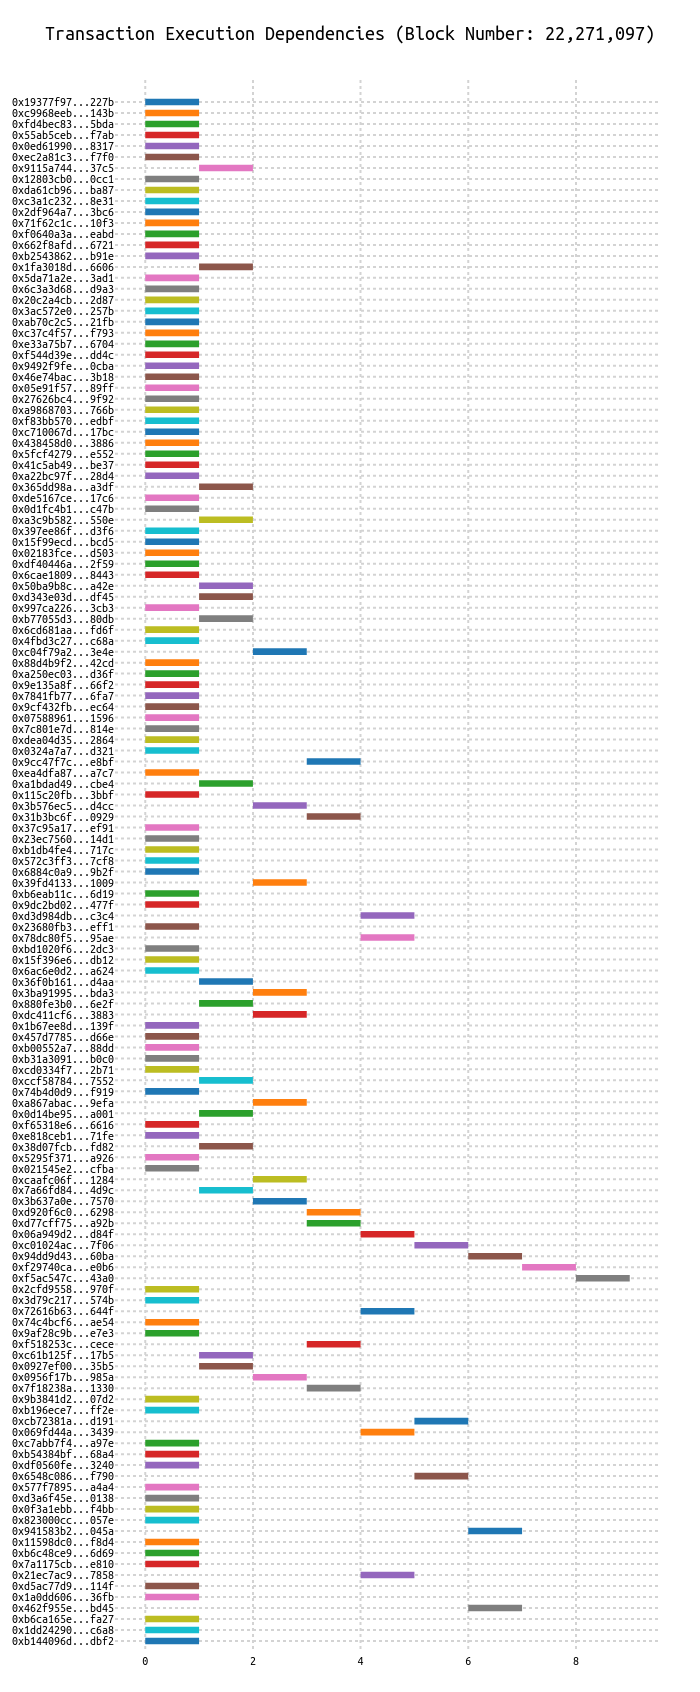 Transaction Execution Dependencies (Block Number: 22,271,097)
0x19377f97...227b
0xc9968eeb...143b
0xfd4bec83...5bda
0x55ab5ceb...f7ab
0x0ed61990...8317
0xec2a81c3...f7f0
0x9115a744...37c5
0x12803cb0...0cc1
0xda61cb96...ba87
0xc3a1c232...8e31
0x2df964a7...3bc6
0x71f62c1c...10f3
0xf0640a3a...eabd
0x662f8afd...6721
0xb2543862...b91e
0x1fa3018d...6606
0x5da71a2e...3ad1
0x6c3a3d68...d9a3
0x20c2a4cb...2d87
0x3ac572e0...257b
0xab70c2c5...21fb
0xc37c4f57...f793
0xe33a75b7...6704
0xf544d39e...dd4c
0x9492f9fe...0cba
0x46e74bac...3b18
0x05e91f57...89ff
0x27626bc4...9f92
0xa9868703...766b
0xf83bb570...edbf
0xc710067d...17bc
0x438458d0...3886
0x5fcf4279...e552
0x41c5ab49...be37
0xa22bc97f...28d4
0x365dd98a...a3df
0xde5167ce...17c6
0x0d1fc4b1...c47b
0xa3c9b582...550e
0x397ee86f...d3f6
0x15f99ecd...bcd5
0x02183fce...d503
0xdf40446a...2f59
0x6cae1809...8443
0x50ba9b8c...a42e
0xd343e03d...df45
0x997ca226...3cb3
0xb77055d3...80db
0x6cd681aa...fd6f
0x4fbd3c27...c68a
0xc04f79a2...3e4e
0x88d4b9f2...42cd
0xa250ec03...d36f
0x9e135a8f...66f2
0x7841fb77...6fa7
0x9cf432fb...ec64
0x07588961...1596
0x7c801e7d...814e
0xdea04d35...2864
0x0324a7a7...d321
0x9cc47f7c...e8bf
0xea4dfa87...a7c7
0xa1bdad49...cbe4
0x115c20fb...3bbf
0x3b576ec5...d4cc
0x31b3bc6f...0929
0x37c95a17...ef91
0x23ec7560...14d1
0xb1db4fe4...717c
0x572c3ff3...7cf8
0x6884c0a9...9b2f
0x39fd4133...1009
0xb6eab11c...6d19
0x9dc2bd02...477f
0xd3d984db...c3c4
0x23680fb3...eff1
0x78dc80f5...95ae
0xbd1020f6...2dc3
0x15f396e6...db12
0x6ac6e0d2...a624
0x36f0b161...d4aa
0x3ba91995...bda3
0x880fe3b0...6e2f
0xdc411cf6...3883
0x1b67ee8d...139f
0x457d7785...d66e
0xb00552a7...88dd
0xb31a3091...b0c0
0xcd0334f7...2b71
0xccf58784...7552
0x74b4d0d9...f919
0xa867abac...9efa
0x0d14be95...a001
0xf65318e6...6616
0xe818ceb1...71fe
0x38d07fcb...fd82
0x5295f371...a926
0x021545e2...cfba
0xcaafc06f...1284
0x7a66fd84...4d9c
0x3b637a0e...7570
0xd920f6c0...6298
0xd77cff75...a92b
0x06a949d2...d84f
0xc01024ac...7f06
0x94dd9d43...60ba
0xf29740ca...e0b6
0xf5ac547c...43a0
0x2cfd9558...970f
0x3d79c217...574b
0x72616b63...644f
0x74c4bcf6...ae54
0x9af28c9b...e7e3
0xf518253c...cece
0xc61b125f...17b5
0x0927ef00...35b5
0x0956f17b...985a
0x7f18238a...1330
0x9b3841d2...07d2
0xb196ece7...ff2e
0xcb72381a...d191
0x069fd44a...3439
0xc7abb7f4...a97e
0xb54384bf...68a4
0xdf0560fe...3240
0x6548c086...f790
0x577f7895...a4a4
0xd3a6f45e...0138
0x0f3a1ebb...f4bb
0x823000cc...057e
0x941583b2...045a
0x11598dc0...f8d4
0xb6c48ce9...6d69
0x7a1175cb...e810
0x21ec7ac9...7858
0xd5ac77d9...114f
0x1a0dd606...36fb
0x462f955e...bd45
0xb6ca165e...fa27
0x1dd24290...c6a8
0xb144096d...dbf2
0 2 4 6 8